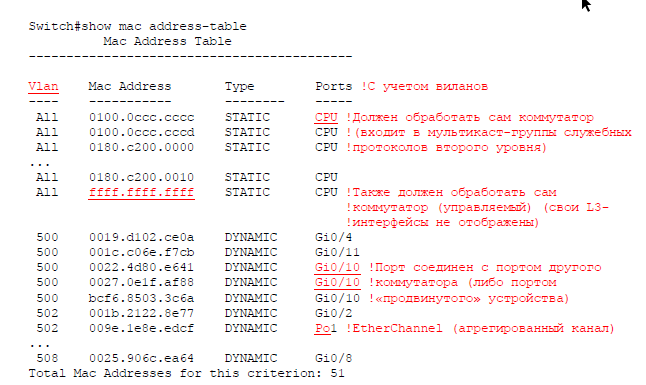 Switch#show mac address-table
Mac Address Table
-------------------------------------------
Vlan Mac Address Type Ports !С учетом виланов
---- ----------- -------- -----
All 0100.0ccc.cccc STATIC CPU !Должен обработать сам коммутатор
All 0100.0ccc.cccd STATIC CPU !(входит в мультикаст-группы служебных
All 0180.c200.0000 STATIC CPU !протоколов второго уровня)
...
All 0180.c200.0010 STATIC CPU
All ffff.ffff.ffff STATIC CPU !Также должен обработать сам
!коммутатор (управляемый) (свои L3-
!интерфейсы не отображены)
500 0019.d102.ce0a DYNAMIC Gi0/4
500 001c.c06e.f7cb DYNAMIC Gi0/11
500 0022.4d80.e641 DYNAMIC Gi0/10 !Порт соединен с портом другого
500 0027.0e1f.af88 DYNAMIC Gi0/10 !коммутатора (либо портом
500 bcf6.8503.3c6a DYNAMIC Gi0/10 !«продвинутого» устройства)
502 001b.2122.8e77 DYNAMIC Gi0/2
502 009e.1e8e.edcf DYNAMIC Po1 !EtherChannel (агрегированный канал)
...
508 0025.906c.ea64 DYNAMIC Gi0/8
Total Mac Addresses for this criterion: 51